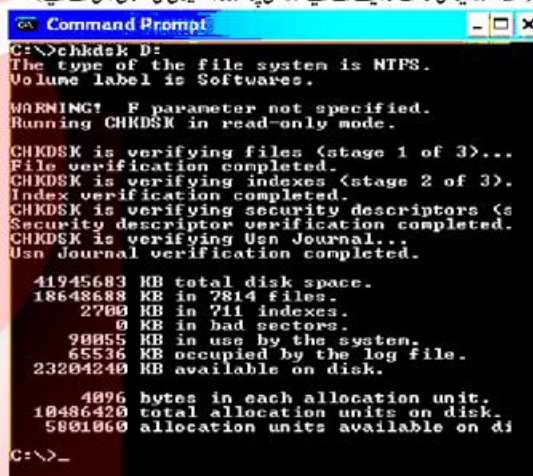 Command Prompt
C:\>chkdsk D:
The type of the file system is NTFS.
Volume label is Softwares.
WARNING!  F parameter not specified.
Running CHKDSK in read-only mode.
CHKDSK is verifying files (stage 1 of 3)...
File verification completed.
CHKDSK is verifying indexes (stage 2 of 3).
Index verification completed.
CHKDSK is verifying security descriptors (s
Security descriptor verification completed.
CHKDSK is verifying Usn Journal...
Usn Journal verification completed.
41945683 KB total disk space.
18648688 KB in 7814 files.
2700 KB in 711 indexes.
0 KB in bad sectors.
90055 KB in use by the system.
65536 KB occupied by the log file.
23204240 KB available on disk.
4096 bytes in each allocation unit.
10486420 total allocation units on disk.
5801060 allocation units available on di
C:\>_